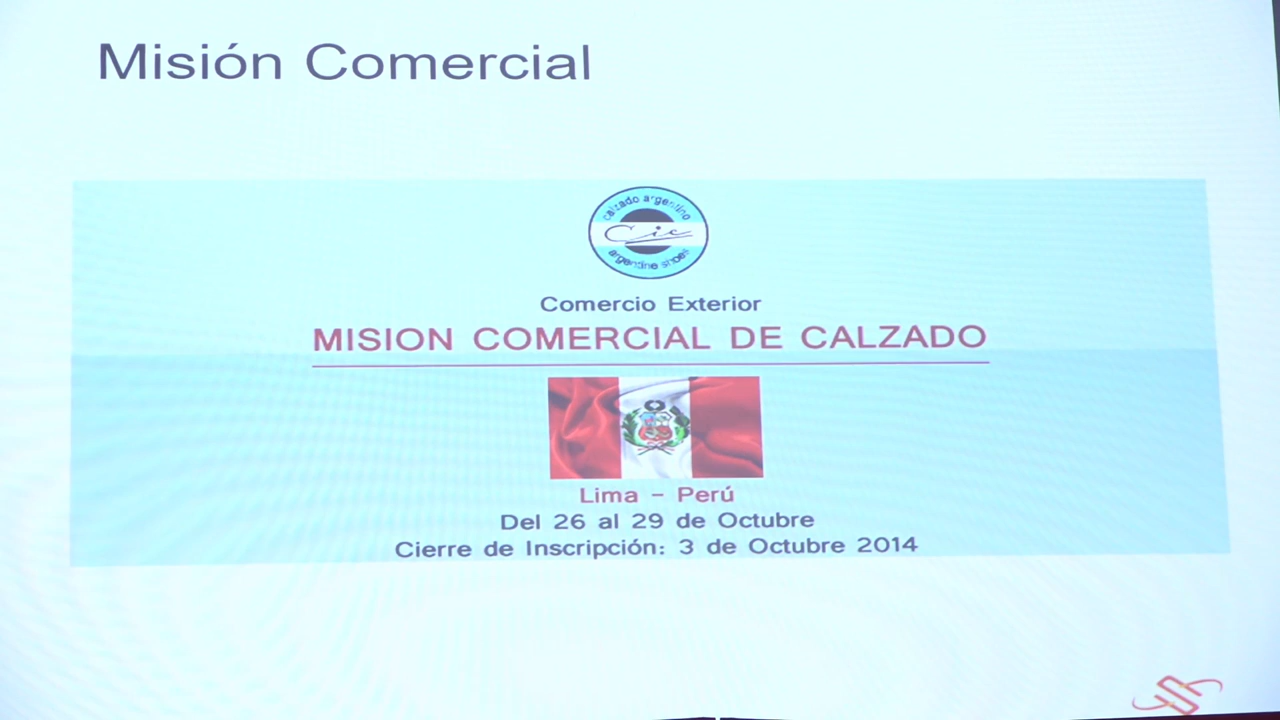 Misión Comercial
calzado argentino
Cic
argentine shoes
Comercio Exterior
MISION COMERCIAL DE CALZADO
Lima - Perú
Del 26 al 29 de Octubre
Cierre de Inscripción: 3 de Octubre 2014